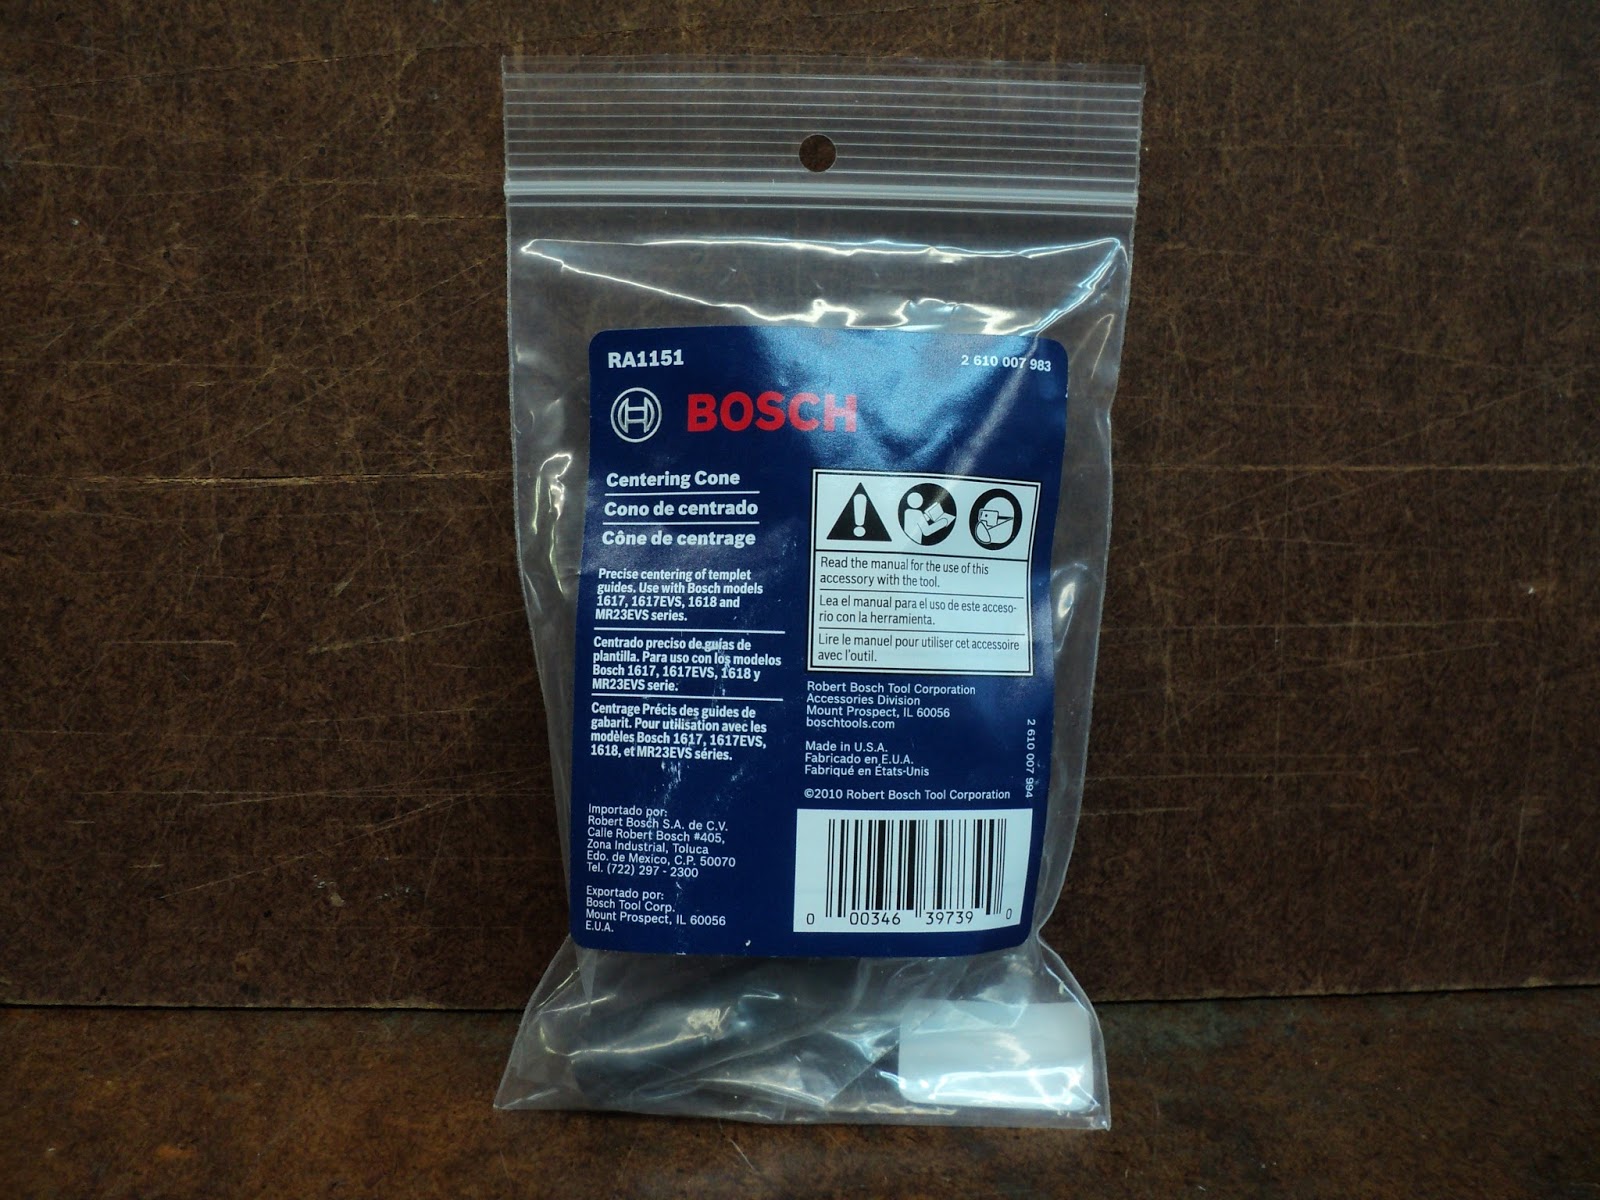 RA1151
2 610 007 983
BOSCH
Centering Cone
Cono de centrado
Cône de centrage
Precise centering of templet
guides. Use with Bosch models
1617, 1617EVS, 1618 and
MR23EVS series.
Centrado preciso de guías de
plantilla. Para uso con los modelos
Bosch 1617, 1617EVS, 1618 y
MR23EVS serie.
Centrage Précis des guides de
gabarit. Pour utilisation avec les
modèles Bosch 1617, 1617EVS,
1618, et MR23EVS séries.
Importado por:
Robert Bosch S.A. de C.V.
Calle Robert Bosch #405,
Zona Industrial, Toluca
Edo. de Mexico, C.P. 50070
Tel. (722) 297 - 2300
Exportado por:
Bosch Tool Corp.
Mount Prospect, IL 60056
E.U.A.
Read the manual for the use of this
accessory with the tool.
Lea el manual para el uso de este acceso-
rio con la herramienta.
Lire le manuel pour utiliser cet accessoire
avec l'outil.
Robert Bosch Tool Corporation
Accessories Division
Mount Prospect, IL 60056
boschtools.com
Made in U.S.A.
Fabricado en E.U.A.
Fabriqué en États-Unis
©2010 Robert Bosch Tool Corporation
2 610 007 994
0 00346 39739 0